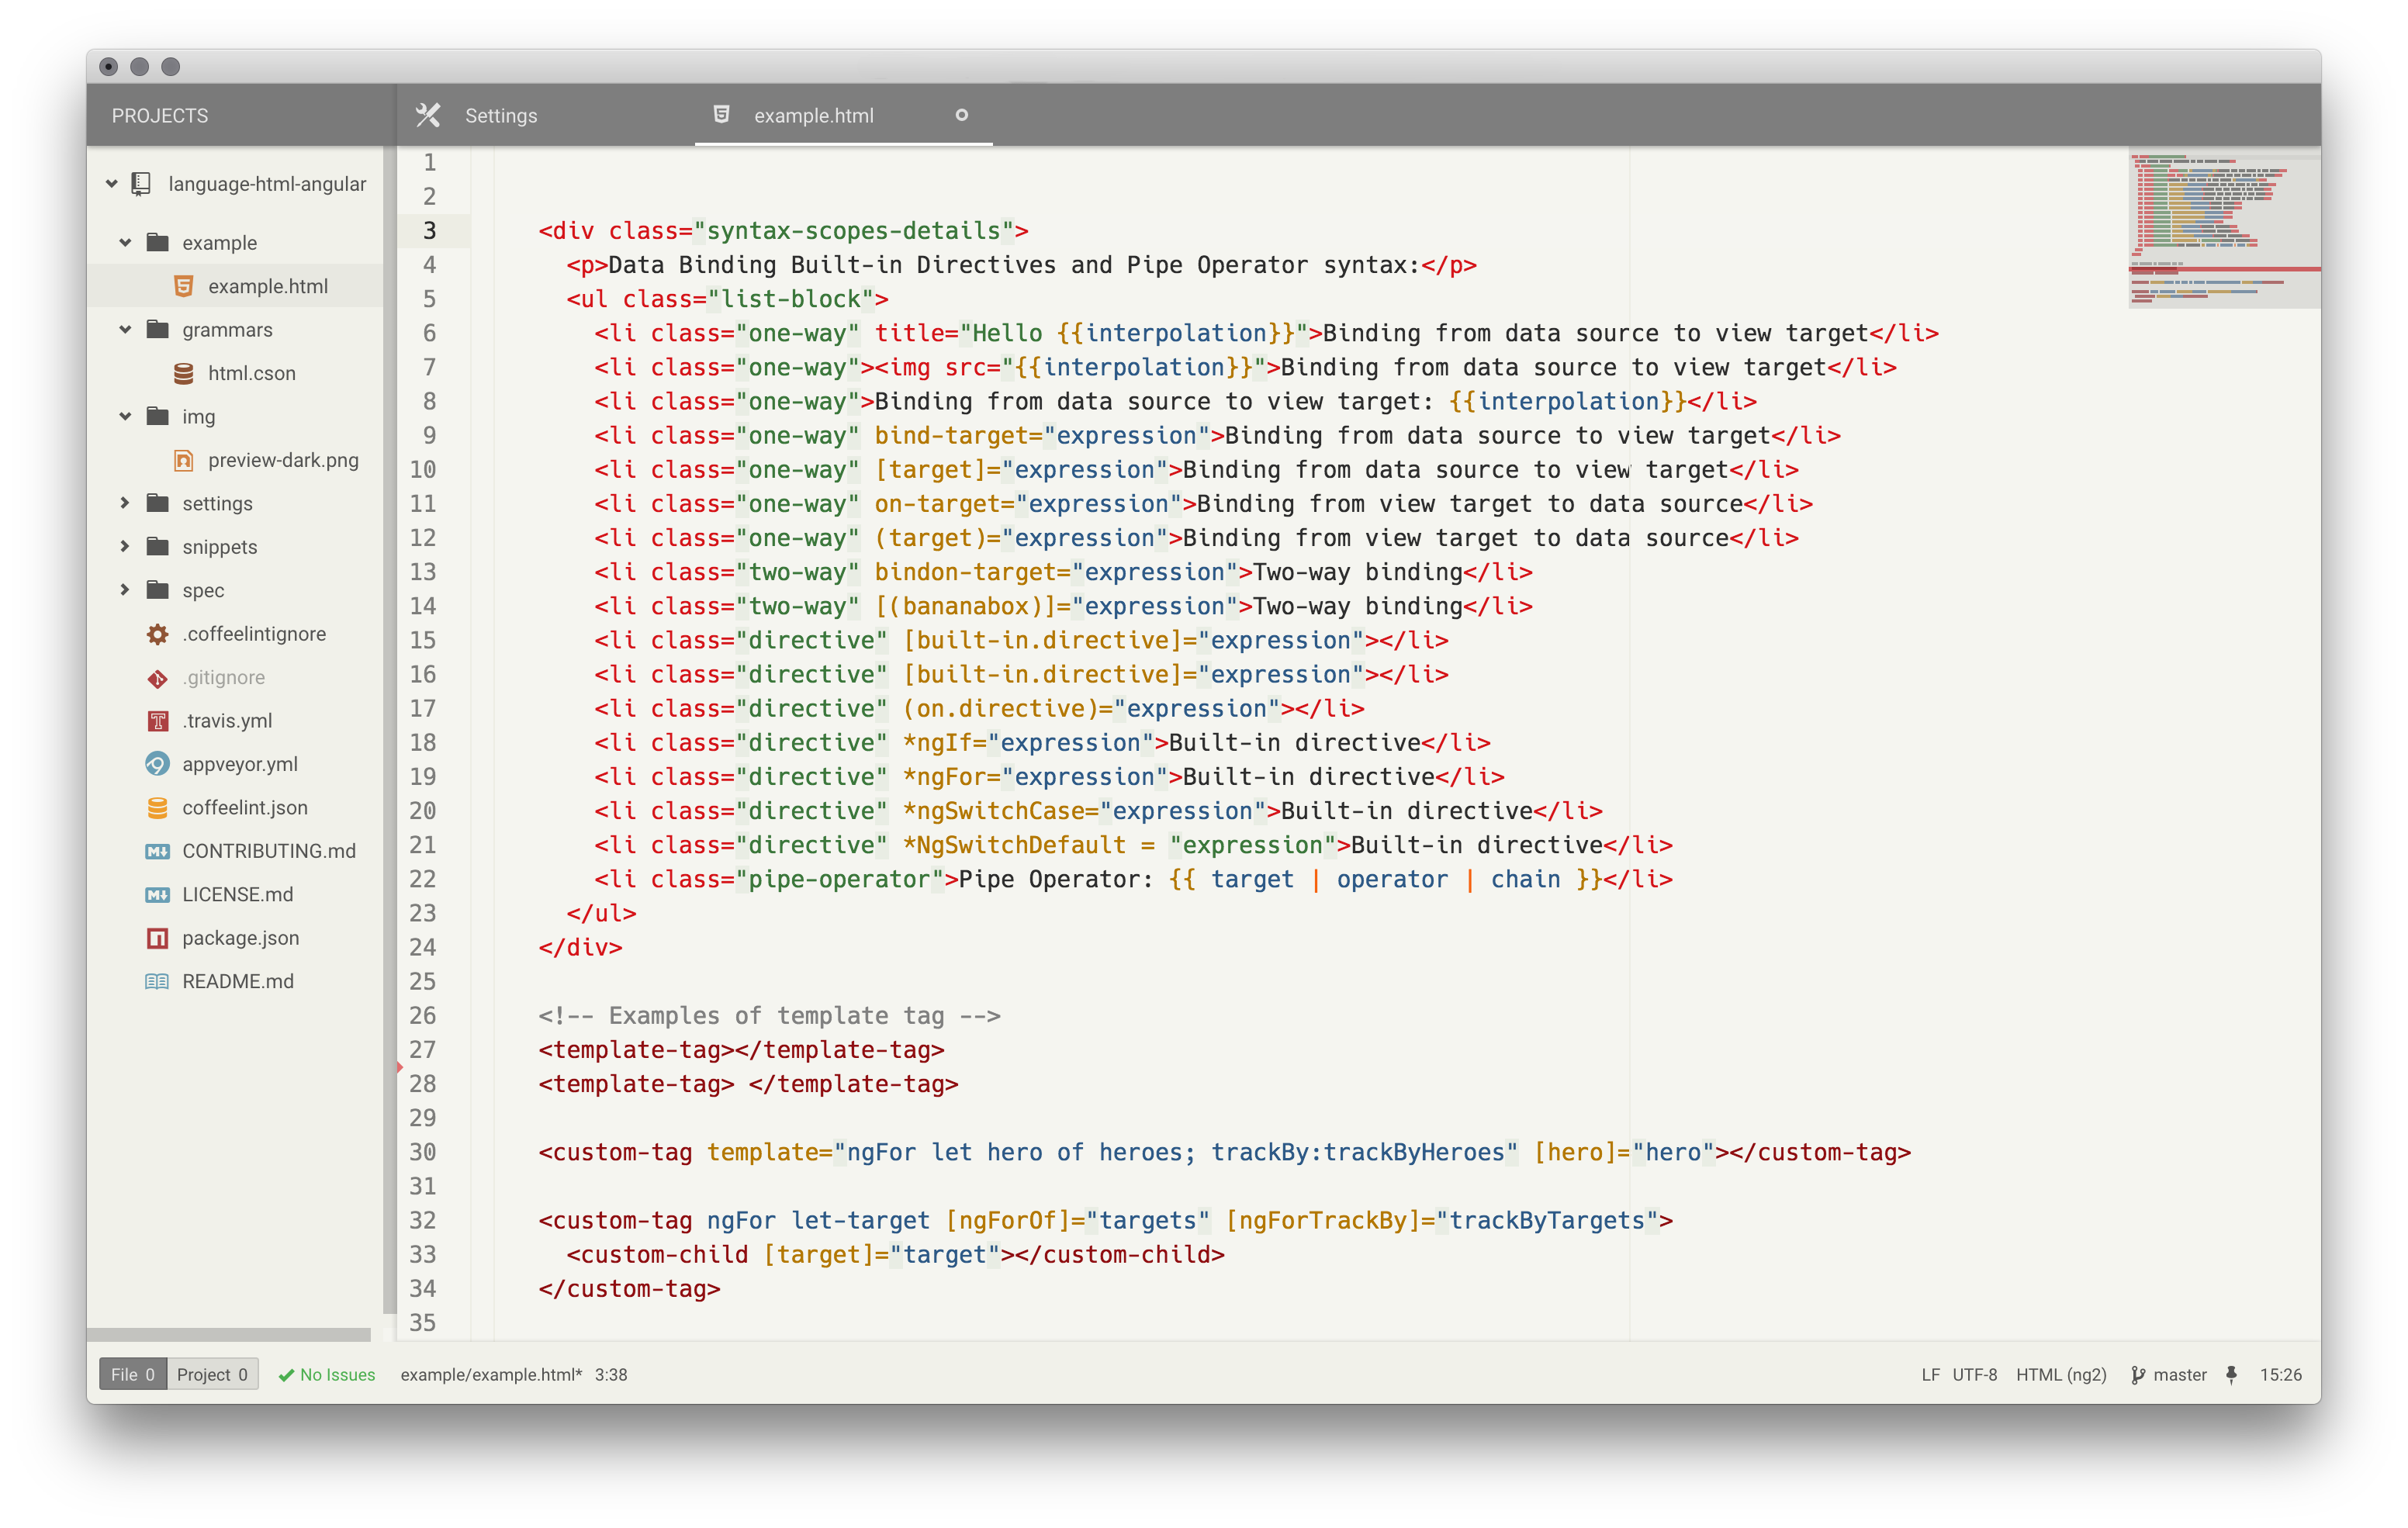 PROJECTS
Settings
example.html
language-html-angular
example
example.html
grammars
html.cson
img
preview-dark.png
settings
snippets
spec
.coffeelintignore
.gitignore
.travis.yml
appveyor.yml
coffeelint.json
CONTRIBUTING.md
LICENSE.md
package.json
README.md
1
2
3 <div class="syntax-scopes-details">
4 <p>Data Binding Built-in Directives and Pipe Operator syntax:</p>
5 <ul class="list-block">
6 <li class="one-way" title="Hello {{interpolation}}">Binding from data source to view target</li>
7 <li class="one-way"><img src="{{interpolation}}">Binding from data source to view target</li>
8 <li class="one-way">Binding from data source to view target: {{interpolation}}</li>
9 <li class="one-way" bind-target="expression">Binding from data source to view target</li>
10 <li class="one-way" [target]="expression">Binding from data source to view target</li>
11 <li class="one-way" on-target="expression">Binding from view target to data source</li>
12 <li class="one-way" (target)="expression">Binding from view target to data source</li>
13 <li class="two-way" bindon-target="expression">Two-way binding</li>
14 <li class="two-way" [(bananabox)]="expression">Two-way binding</li>
15 <li class="directive" [built-in.directive]="expression"></li>
16 <li class="directive" [built-in.directive]="expression"></li>
17 <li class="directive" (on.directive)="expression"></li>
18 <li class="directive" *ngIf="expression">Built-in directive</li>
19 <li class="directive" *ngFor="expression">Built-in directive</li>
20 <li class="directive" *ngSwitchCase="expression">Built-in directive</li>
21 <li class="directive" *NgSwitchDefault = "expression">Built-in directive</li>
22 <li class="pipe-operator">Pipe Operator: {{ target | operator | chain }}</li>
23 </ul>
24 </div>
25
26 <!-- Examples of template tag -->
27 <template-tag></template-tag>
28 <template-tag> </template-tag>
29
30 <custom-tag template="ngFor let hero of heroes; trackBy:trackByHeroes" [hero]="hero"></custom-tag>
31
32 <custom-tag ngFor let-target [ngForOf]="targets" [ngForTrackBy]="trackByTargets">
33 <custom-child [target]="target"></custom-child>
34 </custom-tag>
35
File 0 Project 0 No Issues example/example.html* 3:38 LF UTF-8 HTML (ng2) master 15:26